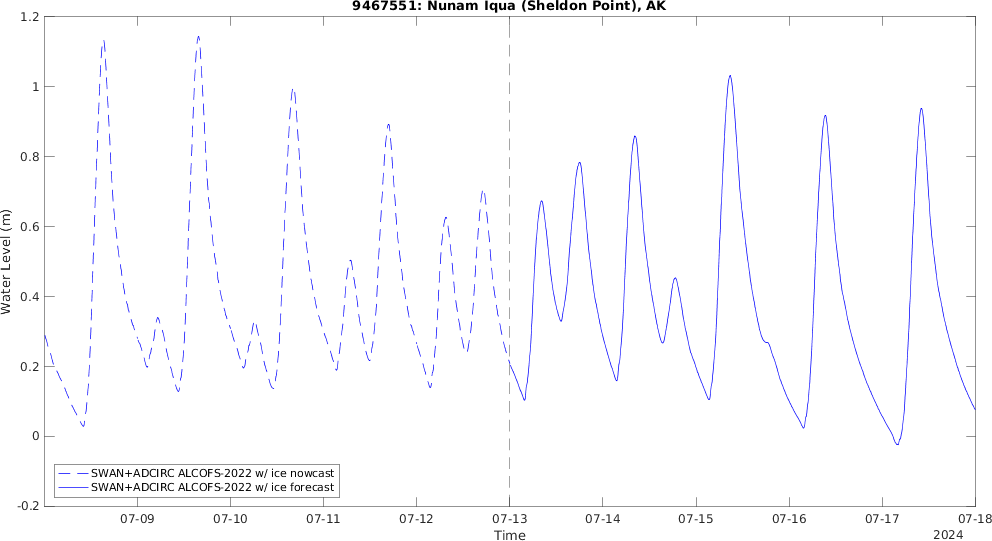 9467551: Nunam Iqua (Sheldon Point), AK
1.2
1
0.8
0.6
0.4
0.2
0
-0.2
Water Level (m)
SWAN+ADCIRC ALCOFS-2022 w/ ice nowcast
SWAN+ADCIRC ALCOFS-2022 w/ ice forecast
07-09 07-10 07-11 07-12 07-13 07-14 07-15 07-16 07-17 07-18
Time
2024